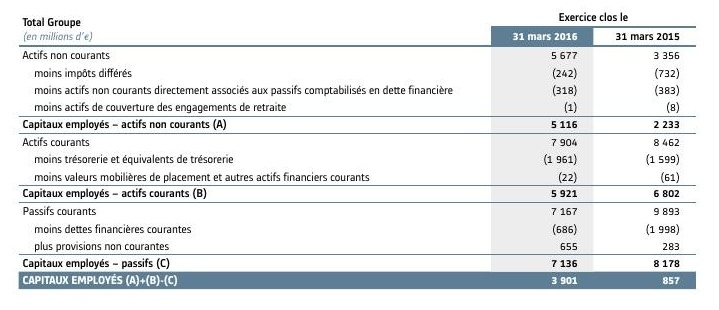 Total Groupe Exercice clos le
(en millions d'€) 31 mars 2016 31 mars 2015
Actifs non courants 5 677 3 356
moins impôts différés (242) (732)
moins actifs non courants directement associés aux passifs comptabilisés en dette financière (318) (383)
moins actifs de couverture des engagements de retraite (1) (8)
Capitaux employés – actifs non courants (A) 5 116 2 233
Actifs courants 7 904 8 462
moins trésorerie et équivalents de trésorerie (1 961) (1 599)
moins valeurs mobilières de placement et autres actifs financiers courants (22) (61)
Capitaux employés – actifs courants (B) 5 921 6 802
Passifs courants 7 167 9 893
moins dettes financières courantes (686) (1 998)
plus provisions non courantes 655 283
Capitaux employés – passifs (C) 7 136 8 178
CAPITAUX EMPLOYÉS (A)+(B)-(C) 3 901 857